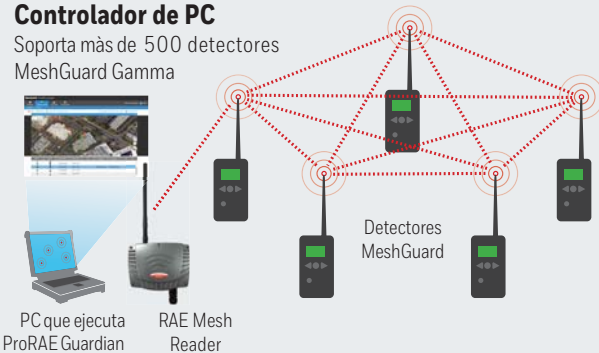 Controlador de PC
Soporta màs de 500 detectores
MeshGuard Gamma
Detectores
MeshGuard
PC que ejecuta
ProRAE Guardian
RAE Mesh
Reader